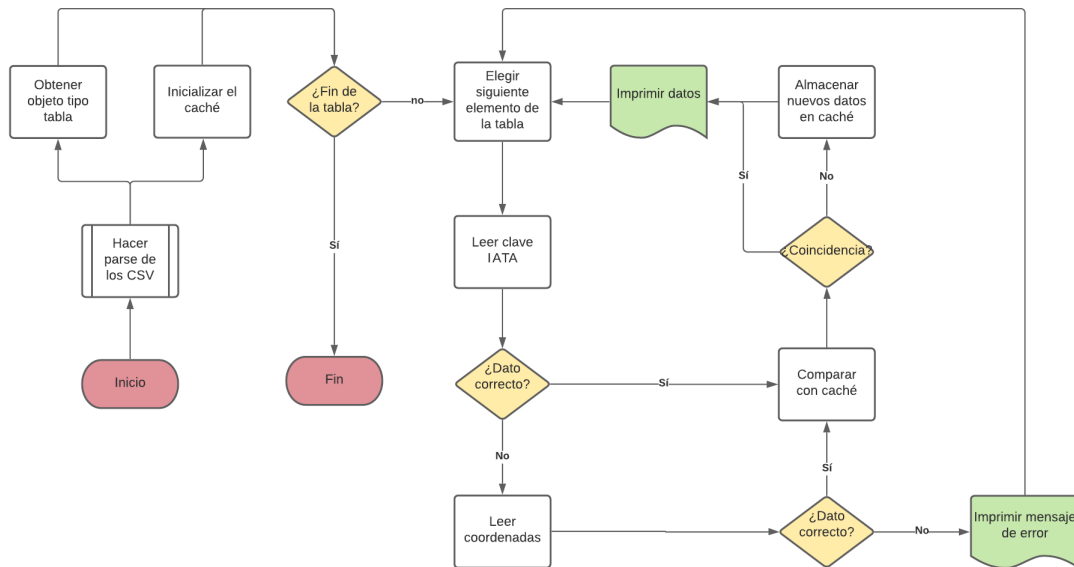 Obtener
objeto tipo
tabla
Inicializar el
caché
¿Fin de
la tabla?
no
Elegir
siguiente
elemento de
la tabla
Imprimir datos
Almacenar
nuevos datos
en caché
Sí
No
Hacer
parse de
los CSV
Sí
Leer clave
IATA
¿Coincidencia?
Inicio
Fin
¿Dato
correcto?
Sí
Comparar
con caché
No
Sí
Leer
coordenadas
¿Dato
correcto?
No
Imprimir mensaje
de error